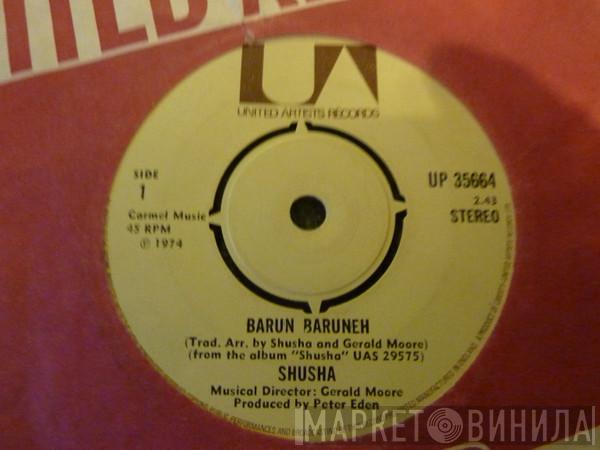 UA
UNITED ARTISTS RECORDS
SIDE
1
UP 35664
2.43
STEREO
Carmel Music
45 RPM
℗ 1974
BARUN BARUNEH
(Trad. Arr. by Shusha and Gerald Moore)
(from the album "Shusha" UAS 29575)
SHUSHA
Musical Director: Gerald Moore
Produced by Peter Eden
МАРКЕТ ВИНИЛА